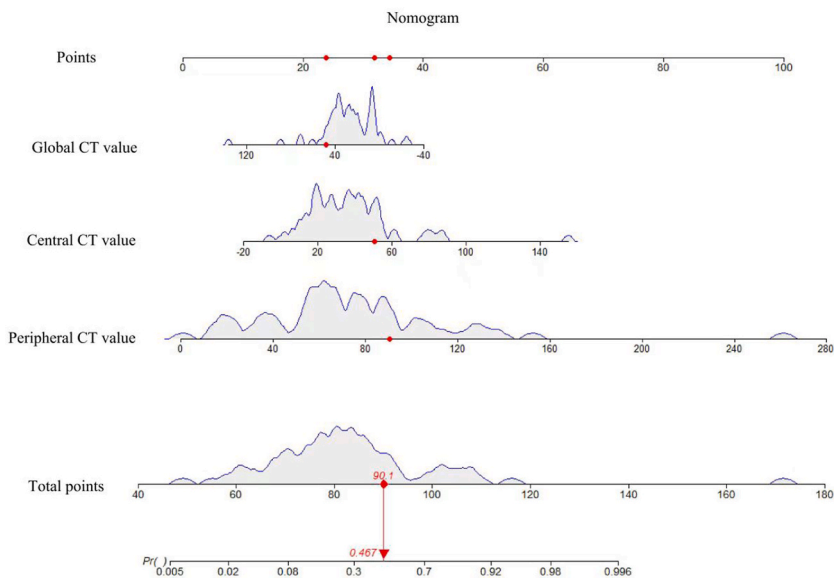 Nomogram
Points
0 20 40 60 80 100
Global CT value
120 40 -40
Central CT value
-20 20 60 100 140
Peripheral CT value
0 40 80 120 160 200 240 280
Total points
90.1
40 60 80 100 120 140 160 180
0.467
Pr( )
0.005 0.02 0.08 0.3 0.7 0.92 0.98 0.996